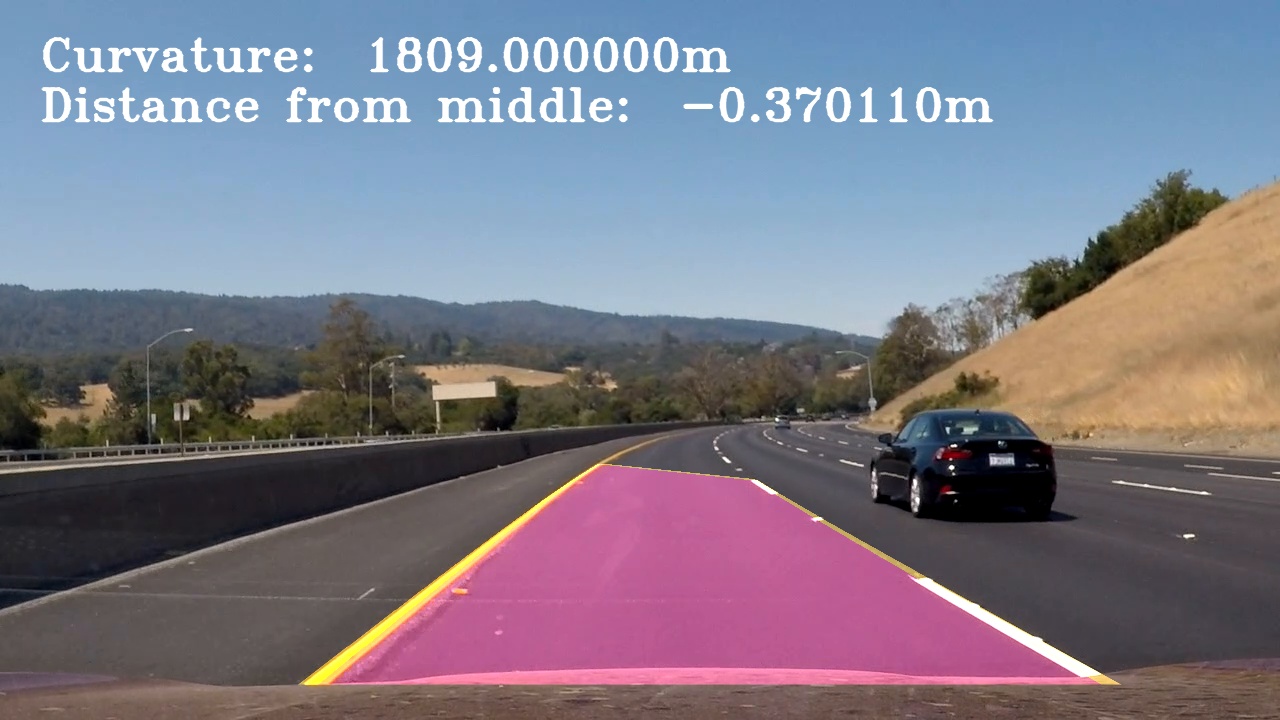 Curvature:  1809.000000m
Distance from middle:  −0.370110m